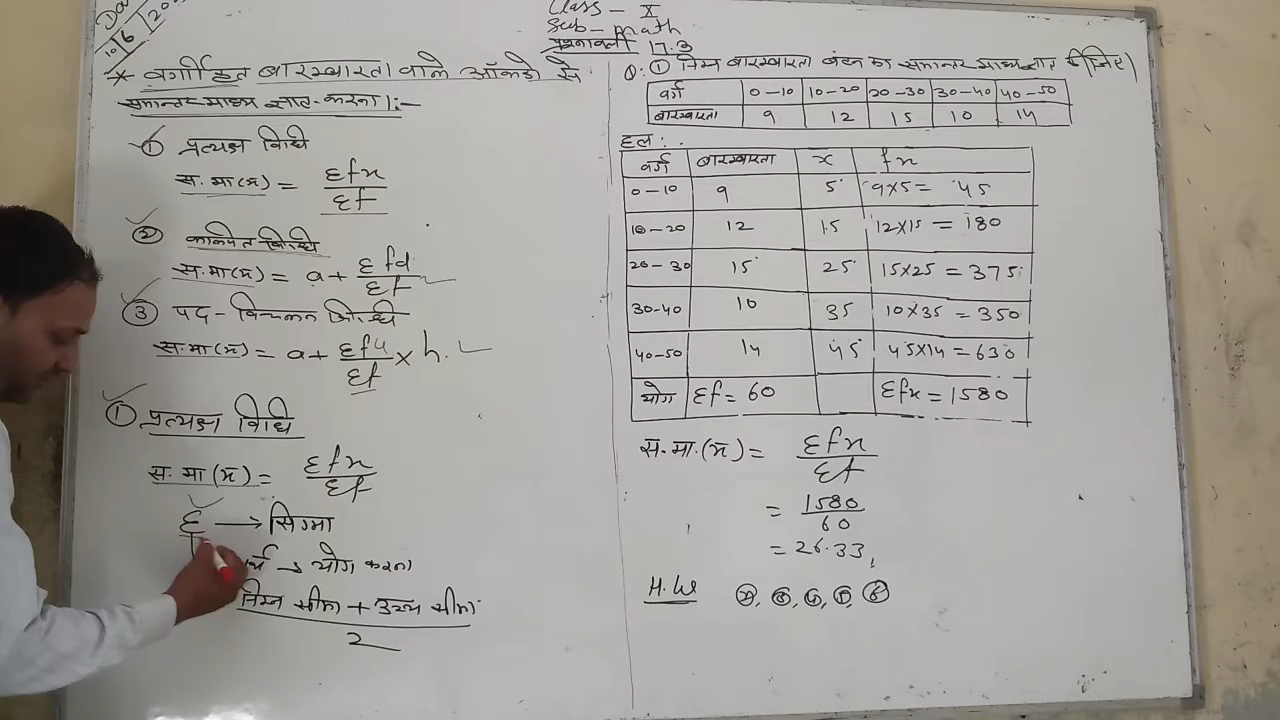 Class - X
Sub - math
प्रश्नावली 17.3
10/6/20
* वर्गीकृत बारम्बारता वाले आँकड़ो से
समान्तर माध्य ज्ञात करना।:-
① प्रत्यक्ष विधि
स.मा(x̄) = Σfx/Σf
② कल्पित विधि
स.मा(x̄) = a + Σfd/Σf
③ पद-विचलन विधि
स.मा(x̄) = a + Σfu/Σf × h.
① प्रत्यक्ष विधि
स.मा(x̄) = Σfx/Σf
Σ → सिग्मा
अर्थ → योग करना
निम्न सीमा + उच्च सीमा
2
Q. ① निम्न बारम्बारता बंटन का समान्तर माध्य ज्ञात कीजिए।
वर्ग 0-10 10-20 20-30 30-40 40-50
बारम्बारता 9 12 15 10 14
हल:.
वर्ग बारम्बारता x fx
0-10 9 5 9×5= 45
10-20 12 15 12×15 = 180
20-30 15 25 15×25 = 375
30-40 10 35 10×35 = 350
40-50 14 45 45×14 = 630
योग Σf = 60 Σfx = 1580
स.मा.(x̄) = Σfx/Σf
= 1580/60
= 26.33,
H.W